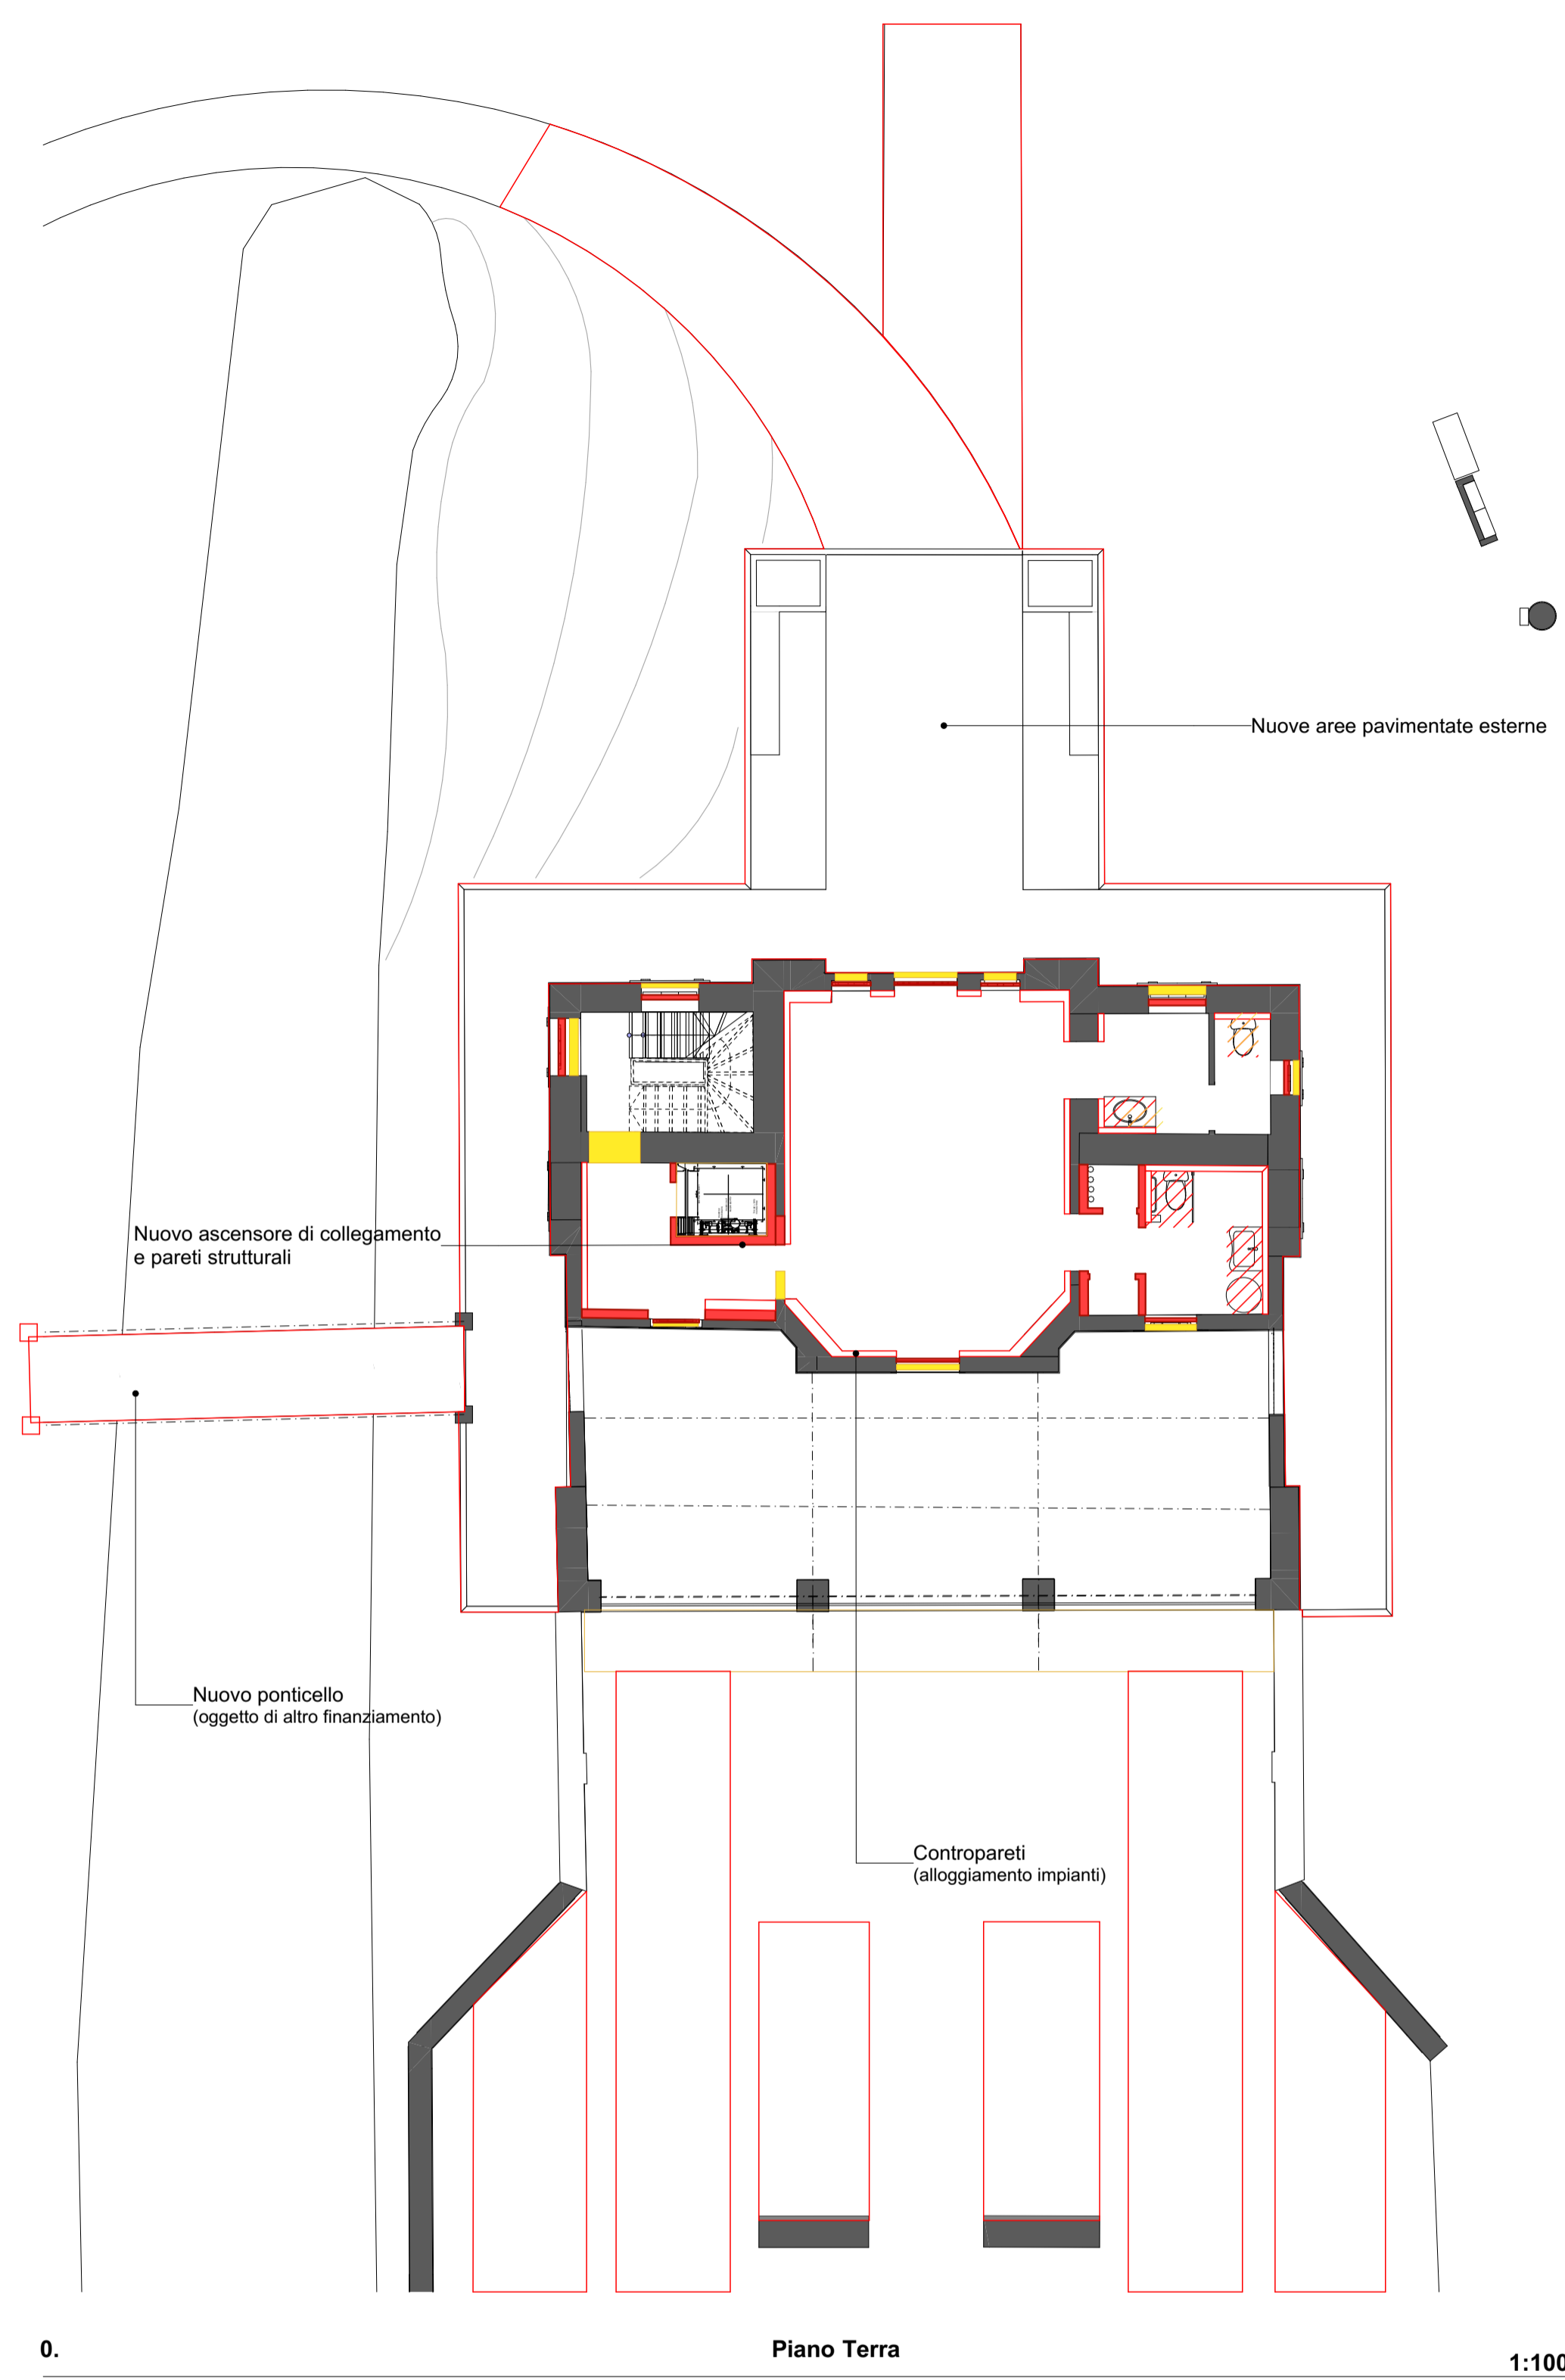 Nuove aree pavimentate esterne
Nuovo ascensore di collegamento
e pareti strutturali
Nuovo ponticello
(oggetto di altro finanziamento)
Contropareti
(alloggiamento impianti)
0.
Piano Terra
1:100